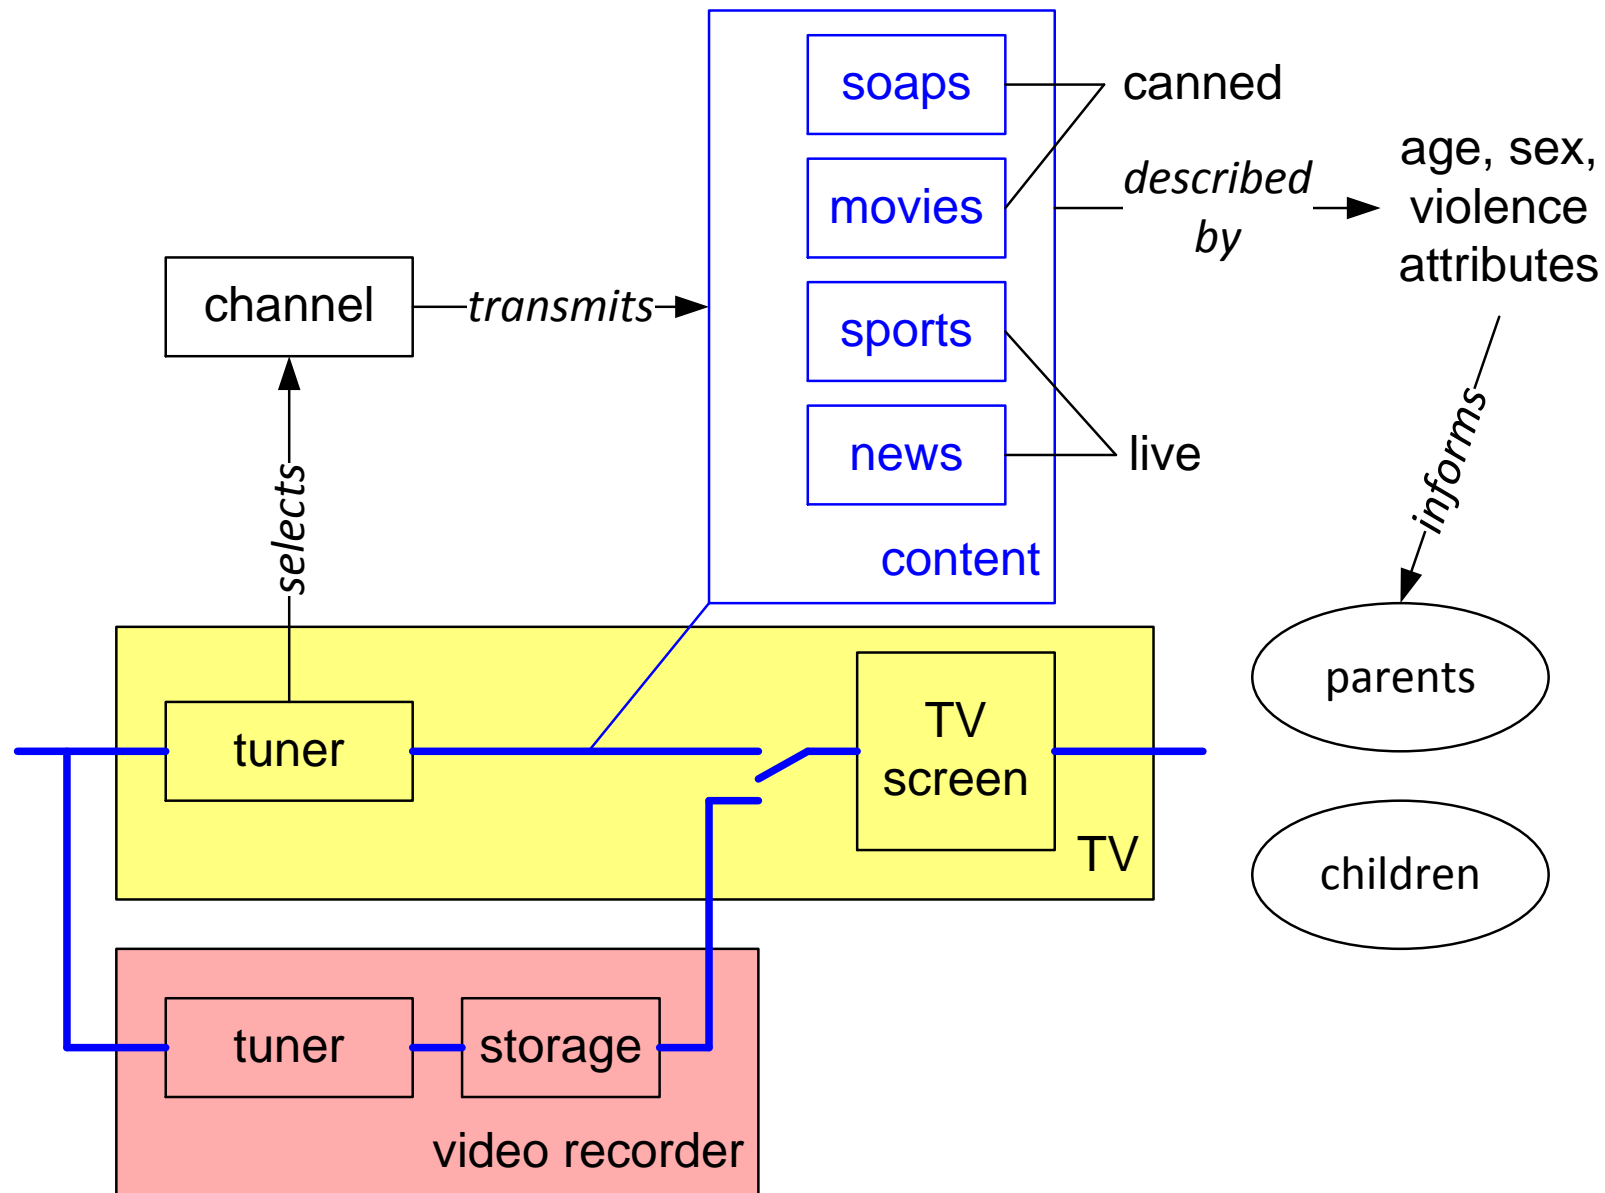 soaps
canned
movies
described
by
age, sex,
violence
attributes
channel
transmits
sports
news
live
content
selects
informs
parents
tuner
TV
screen
TV
children
tuner
storage
video recorder